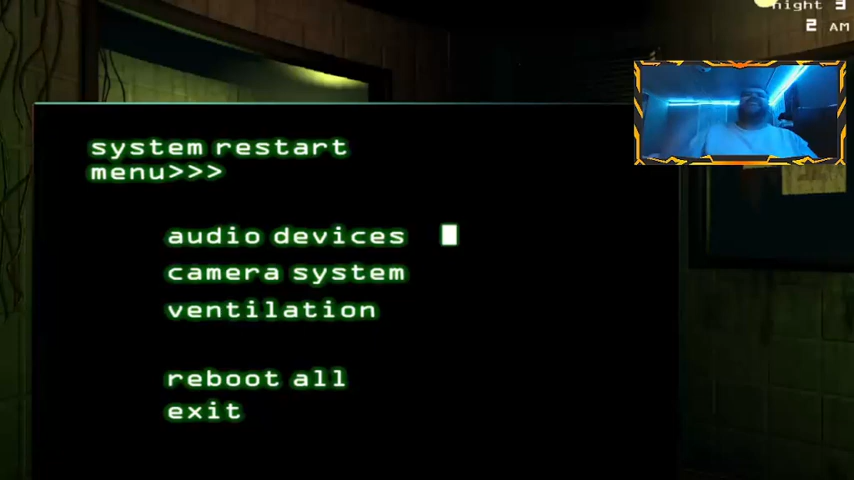 night 3
2 AM
system restart
menu>>>
audio devices
camera system
ventilation
reboot all
exit